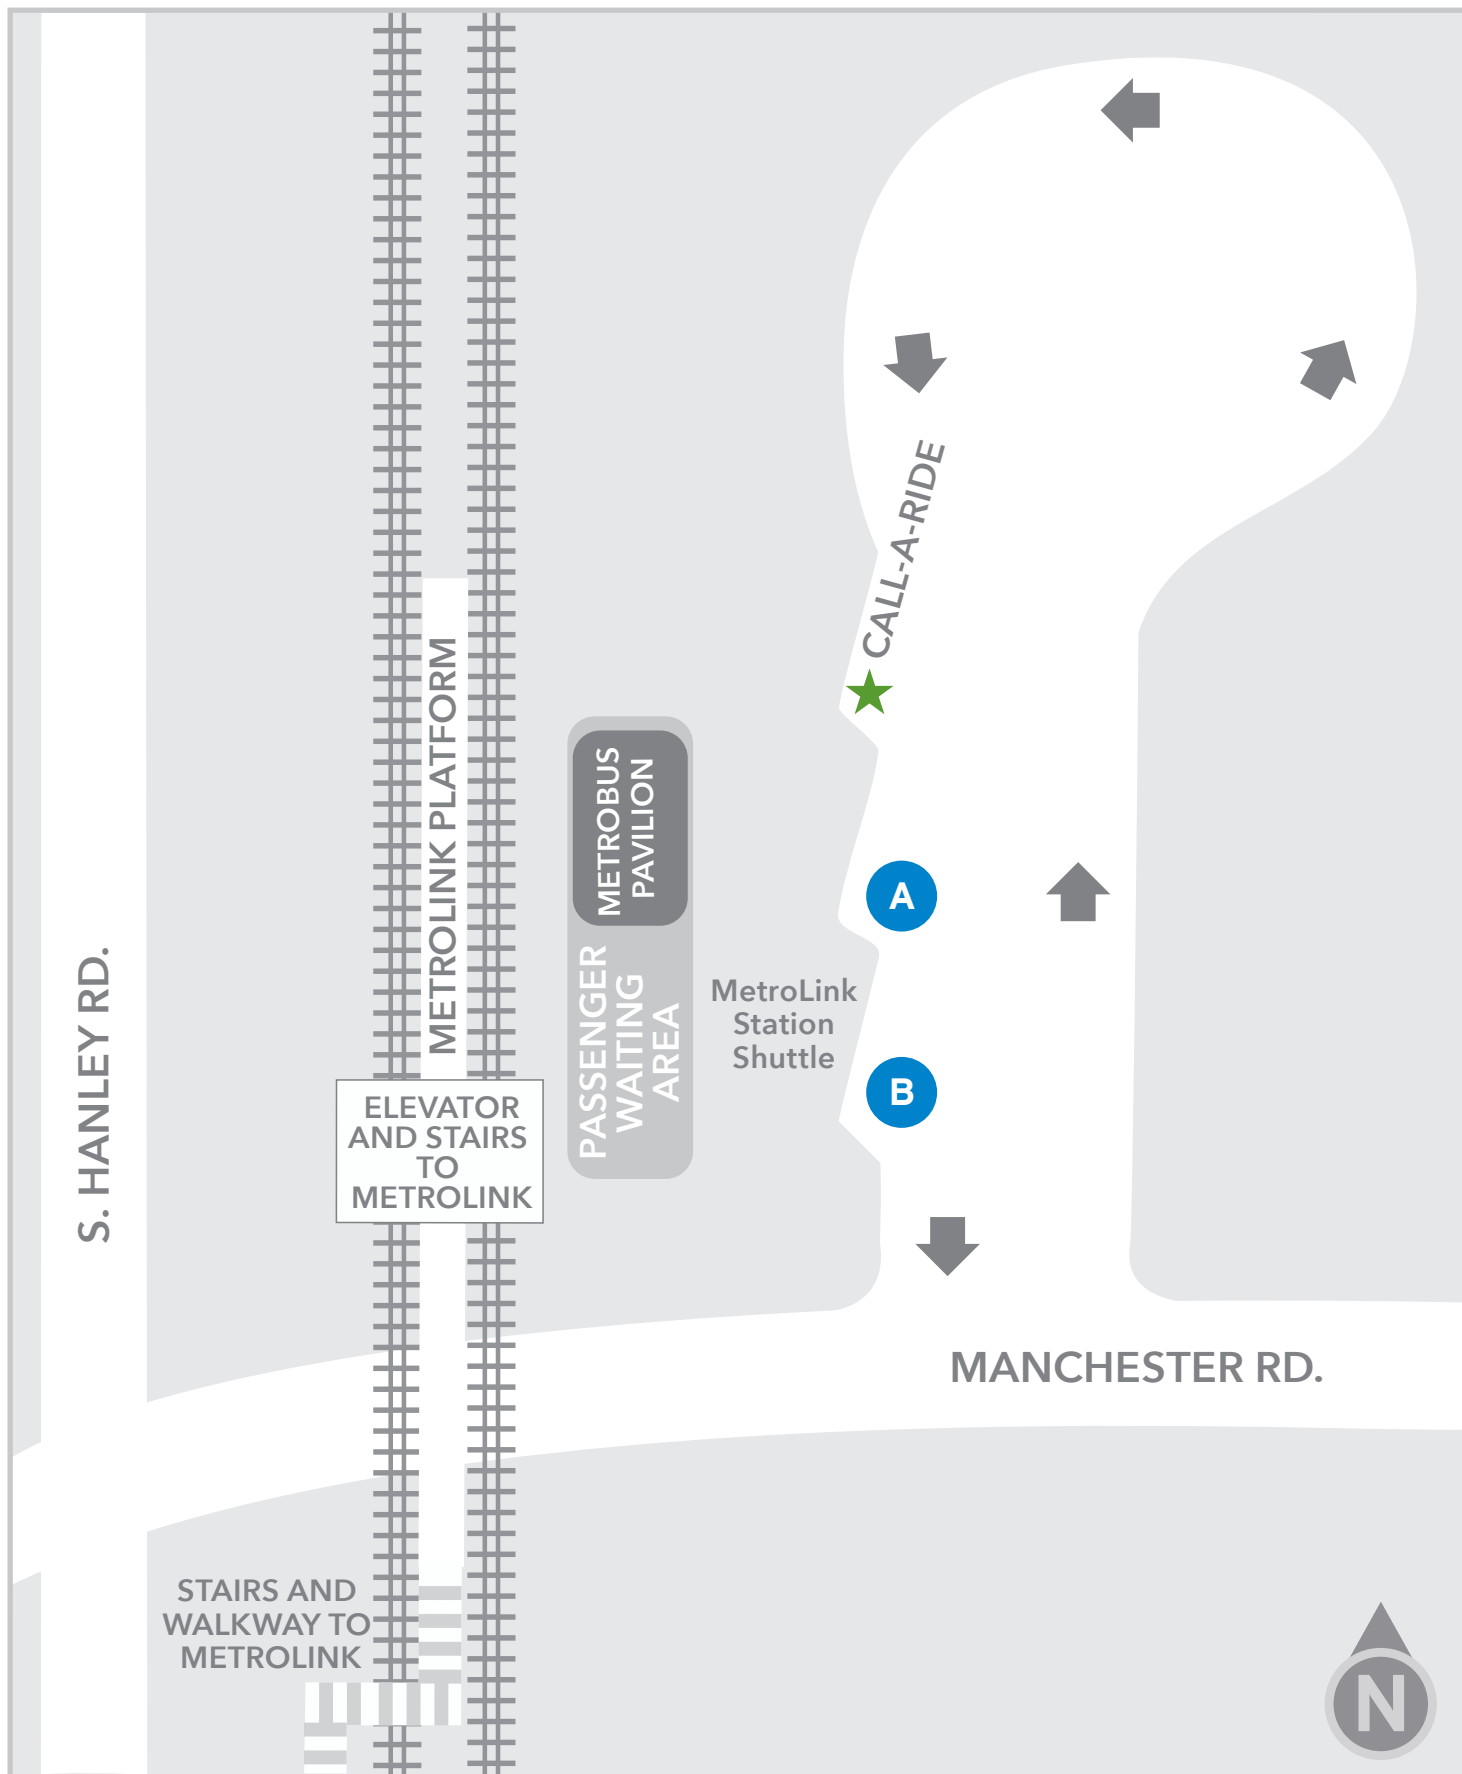 CALL-A-RIDE
METROLINK PLATFORM
METROBUS
PAVILION
A
PASSENGER
WAITING
AREA
MetroLink
Station
Shuttle
S. HANLEY RD.
B
ELEVATOR
AND STAIRS
TO
METROLINK
MANCHESTER RD.
STAIRS AND
WALKWAY TO
METROLINK
N